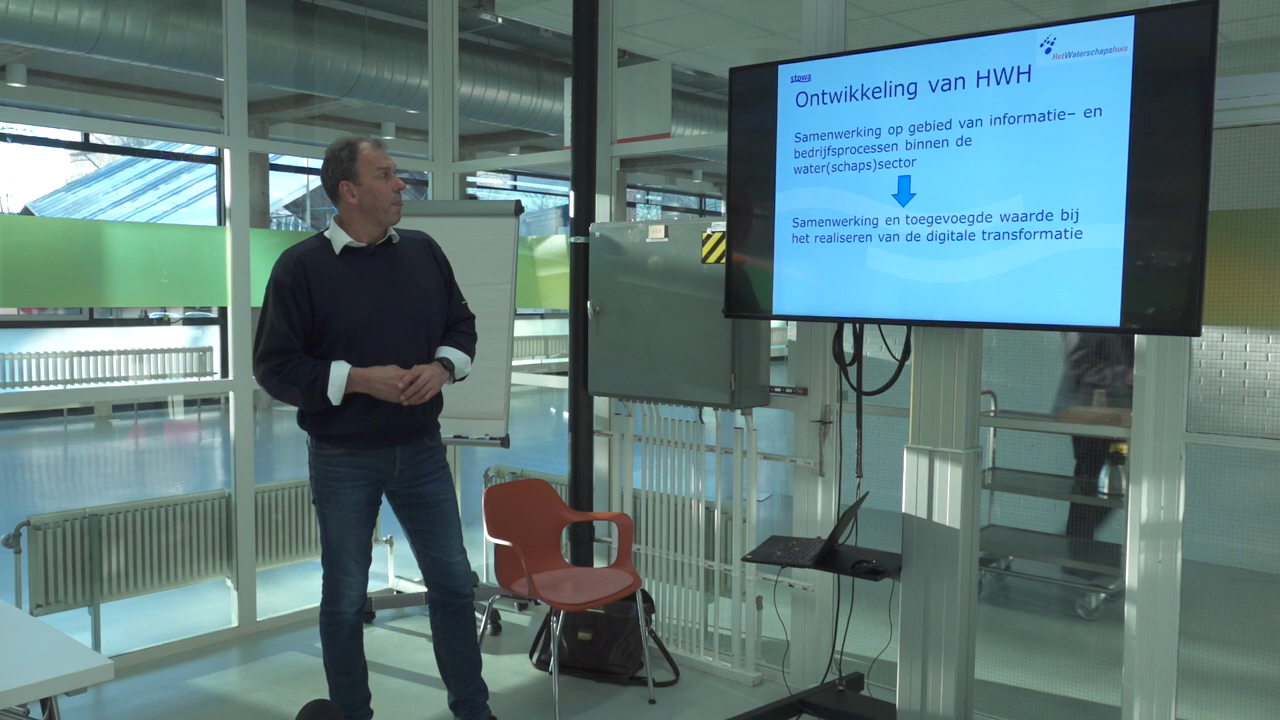 stowa
HetWaterschapshuis
Ontwikkeling van HWH
Samenwerking op gebied van informatie– en
bedrijfsprocessen binnen de
water(schaps)sector
Samenwerking en toegevoegde waarde bij
het realiseren van de digitale transformatie